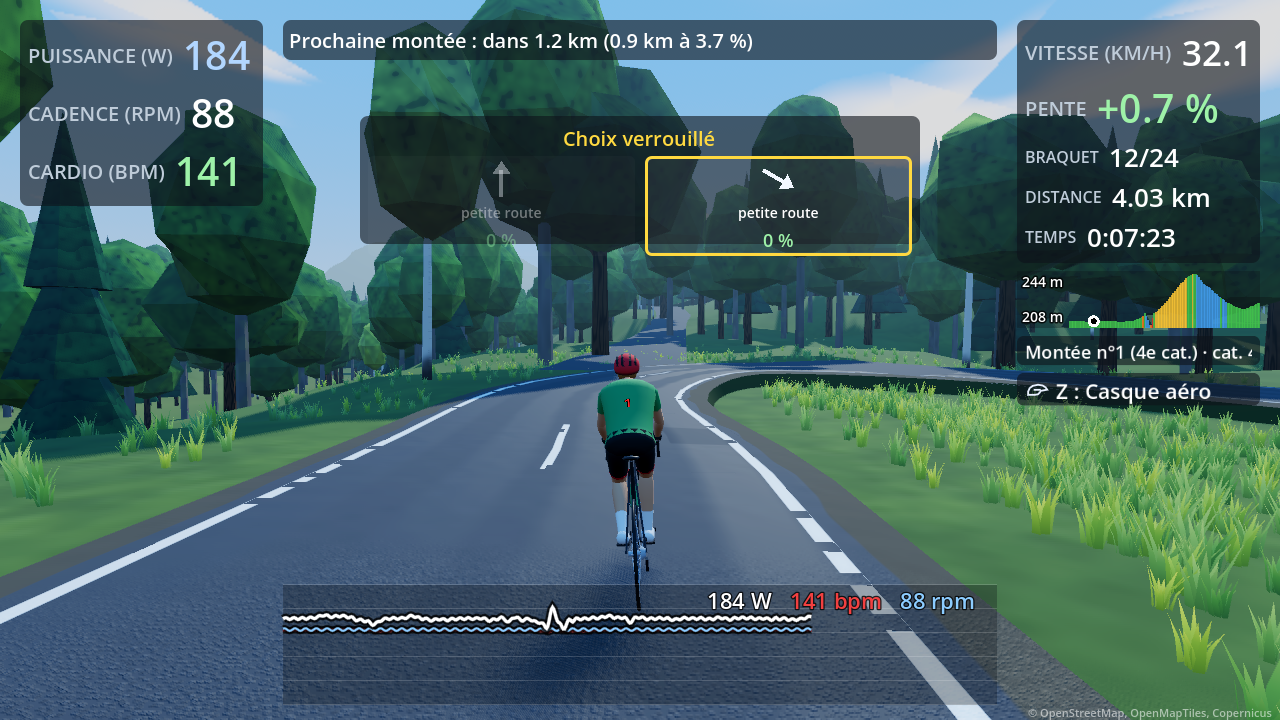 PUISSANCE (W) 184
CADENCE (RPM) 88
CARDIO (BPM) 141
Prochaine montée : dans 1.2 km (0.9 km à 3.7 %)
Choix verrouillé
petite route
0 %
petite route
0 %
VITESSE (KM/H) 32.1
PENTE +0.7 %
BRAQUET 12/24
DISTANCE 4.03 km
TEMPS 0:07:23
244 m
208 m
Montée n°1 (4e cat.) · cat.
Z : Casque aéro
1
184 W 141 bpm 88 rpm
© OpenStreetMap, OpenMapTiles, Copernicus